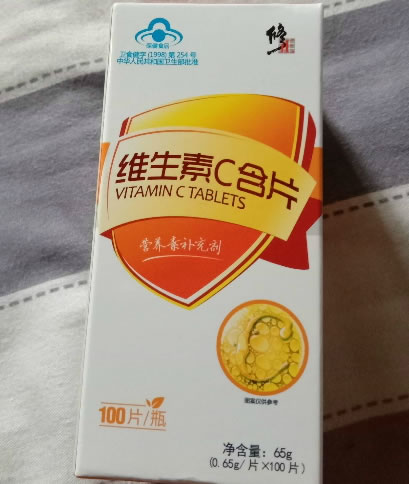 保健食品
卫食健字(1998)第254号
中华人民共和国卫生部批准
修
维生素C含片
VITAMIN C TABLETS
营养素补充剂
图案仅供参考
100片/瓶
净含量：65g
(0.65g/片×100片)